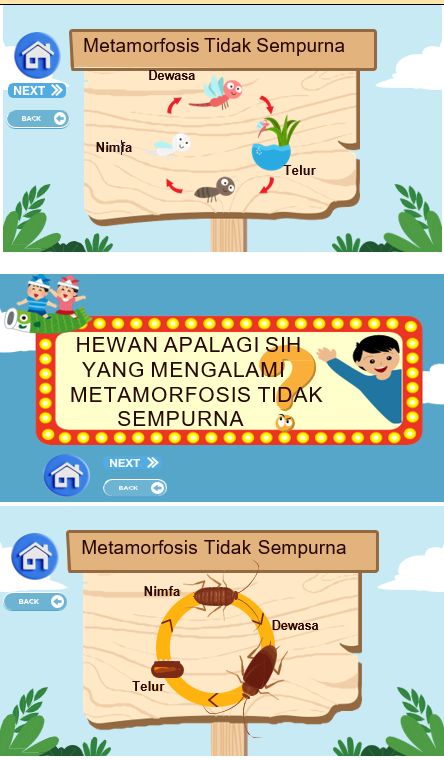 Metamorfosis Tidak Sempurna
Dewasa
NEXT
BACK
Nimfa
Telur
HEWAN APALAGI SIH
YANG MENGALAMI
METAMORFOSIS TIDAK
SEMPURNA
NEXT
BACK
Metamorfosis Tidak Sempurna
Nimfa
BACK
Dewasa
Telur